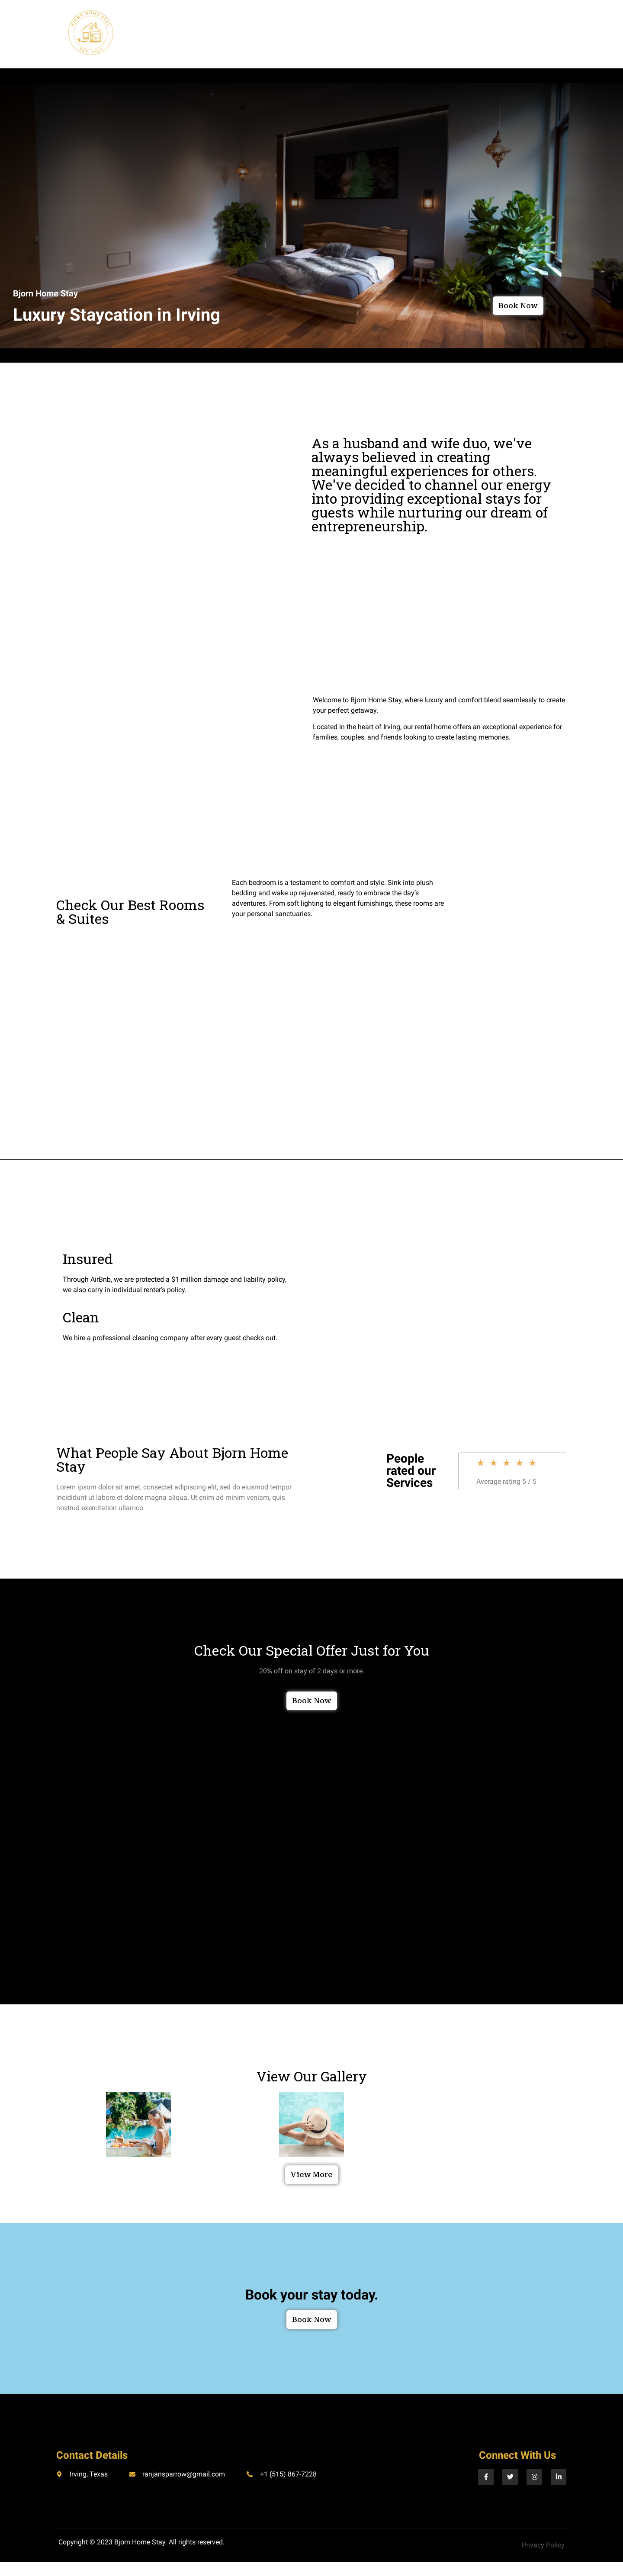 BJORN HOME STAY
EST. 2023
Bjorn Home Stay
Luxury Staycation in Irving
Book Now
As a husband and wife duo, we've
always believed in creating
meaningful experiences for others.
We've decided to channel our energy
into providing exceptional stays for
guests while nurturing our dream of
entrepreneurship.
Welcome to Bjorn Home Stay, where luxury and comfort blend seamlessly to create
your perfect getaway.
Located in the heart of Irving, our rental home offers an exceptional experience for
families, couples, and friends looking to create lasting memories.
Check Our Best Rooms
& Suites
Each bedroom is a testament to comfort and style. Sink into plush
bedding and wake up rejuvenated, ready to embrace the day's
adventures. From soft lighting to elegant furnishings, these rooms are
your personal sanctuaries.
Insured
Through AirBnb, we are protected a $1 million damage and liability policy,
we also carry in individual renter's policy.
Clean
We hire a professional cleaning company after every guest checks out.
What People Say About Bjorn Home
Stay
Lorem ipsum dolor sit amet, consectet adipiscing elit, sed do eiusmod tempor
incididunt ut labore et dolore magna aliqua. Ut enim ad minim veniam, quis
nostrud exercitation ullamco
People
rated our
Services
Average rating 5 / 5
Check Our Special Offer Just for You
20% off on stay of 2 days or more.
Book Now
View Our Gallery
View More
Book your stay today.
Book Now
Contact Details
Irving, Texas
ranjansparrow@gmail.com
+1 (515) 867-7228
Connect With Us
Copyright © 2023 Bjorn Home Stay. All rights reserved.
Privacy Policy